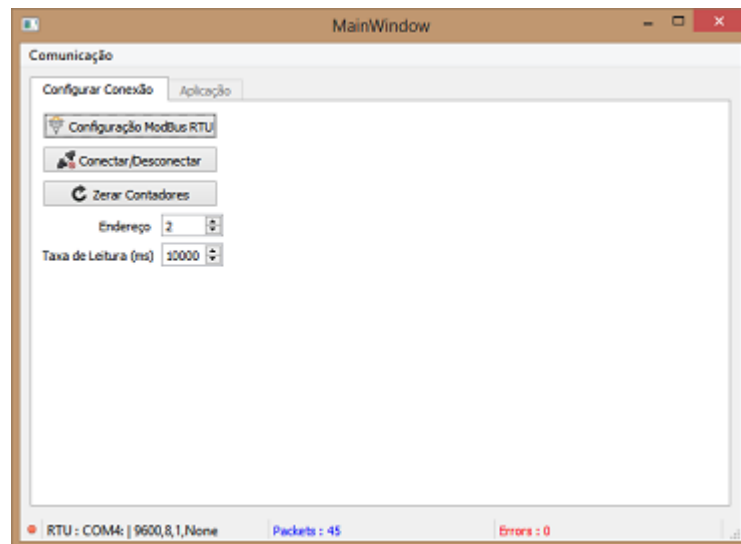 MainWindow
Comunicação
Configurar Conexão Aplicação
Configuração ModBus RTU
Conectar/Desconectar
Zerar Contadores
Endereço 2
Taxa de Leitura (ms) 10000
RTU : COM4: | 9600,8,1,None Packets : 45 Errors : 0